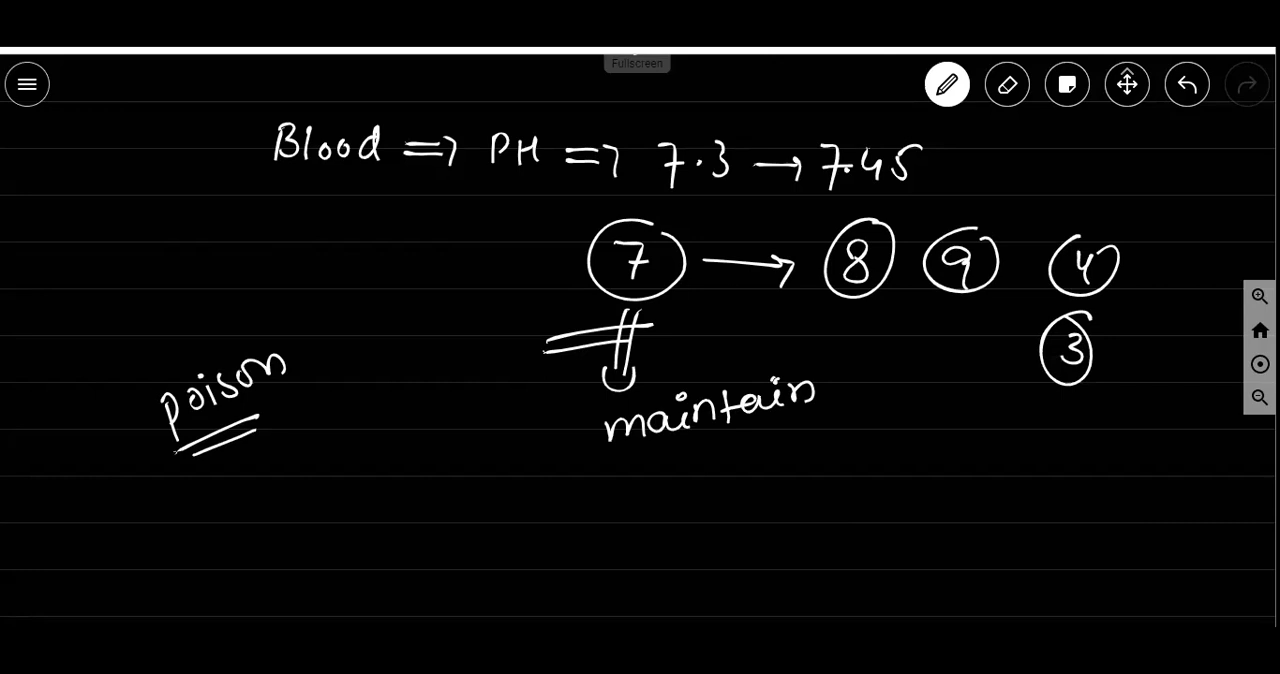 Fullscreen
Blood => PH => 7.3 → 7.45
7 → 8 9 4
3
poison
maintain